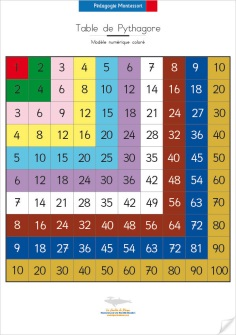 Pédagogie Montessori
Table de Pythagore
Modèle numérique coloré
1 2 3 4 5 6 7 8 9 10
2 4 6 8 10 12 14 16 18 20
3 6 9 12 15 18 21 24 27 30
4 8 12 16 20 24 28 32 36 40
5 10 15 20 25 30 35 40 45 50
6 12 18 24 30 36 42 48 54 60
7 14 21 28 35 42 49 56 63 70
8 16 24 32 40 48 56 64 72 80
9 18 27 36 45 54 63 72 81 90
10 20 30 40 50 60 70 80 90 100